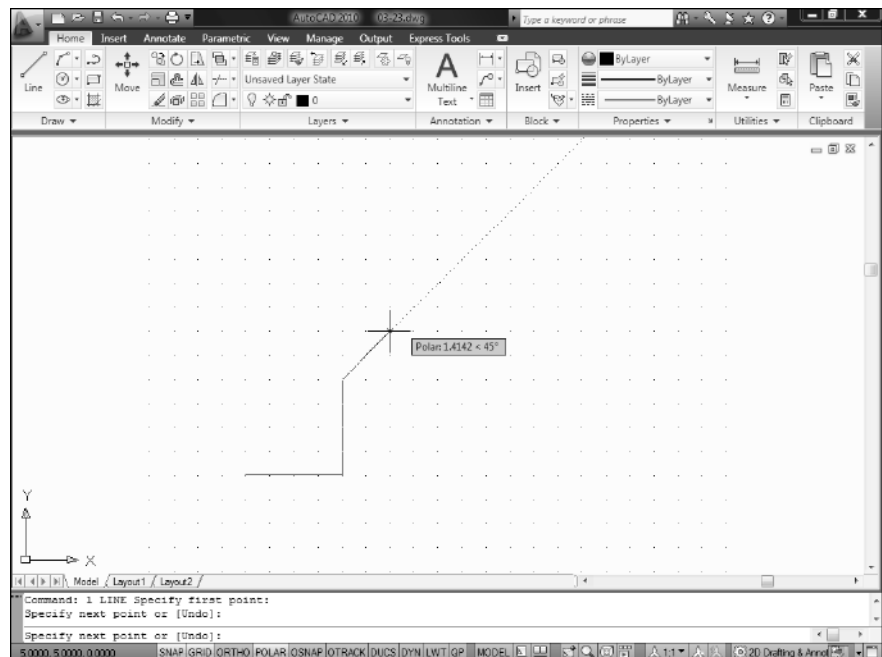 AutoCAD 2010 03-23.dwg
Type a keyword or phrase
Home Insert Annotate Parametric View Manage Output Express Tools
Line
Move
Unsaved Layer State
0
Multiline
Text
Insert
ByLayer
ByLayer
ByLayer
Measure
Paste
Draw Modify Layers Annotation Block Properties Utilities Clipboard
Polar: 1.4142 < 45°
Y
X
Model Layout1 Layout2
Command: l LINE Specify first point:
Specify next point or [Undo]:
Specify next point or [Undo]:
5.0000, 5.0000, 0.0000 SNAP GRID ORTHO POLAR OSNAP OTRACK DUCS DYN LWT QP MODEL 1:1 2D Drafting & Annot